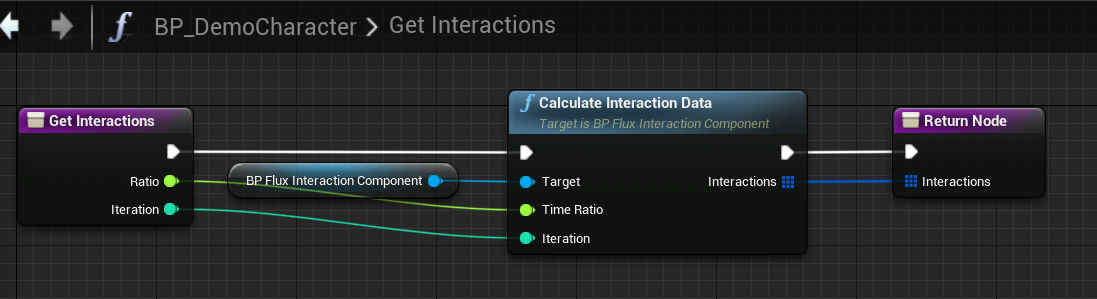 f BP_DemoCharacter > Get Interactions
Get Interactions
Ratio
Iteration
BP Flux Interaction Component
f Calculate Interaction Data
Target is BP Flux Interaction Component
Target
Time Ratio
Iteration
Interactions
Return Node
Interactions